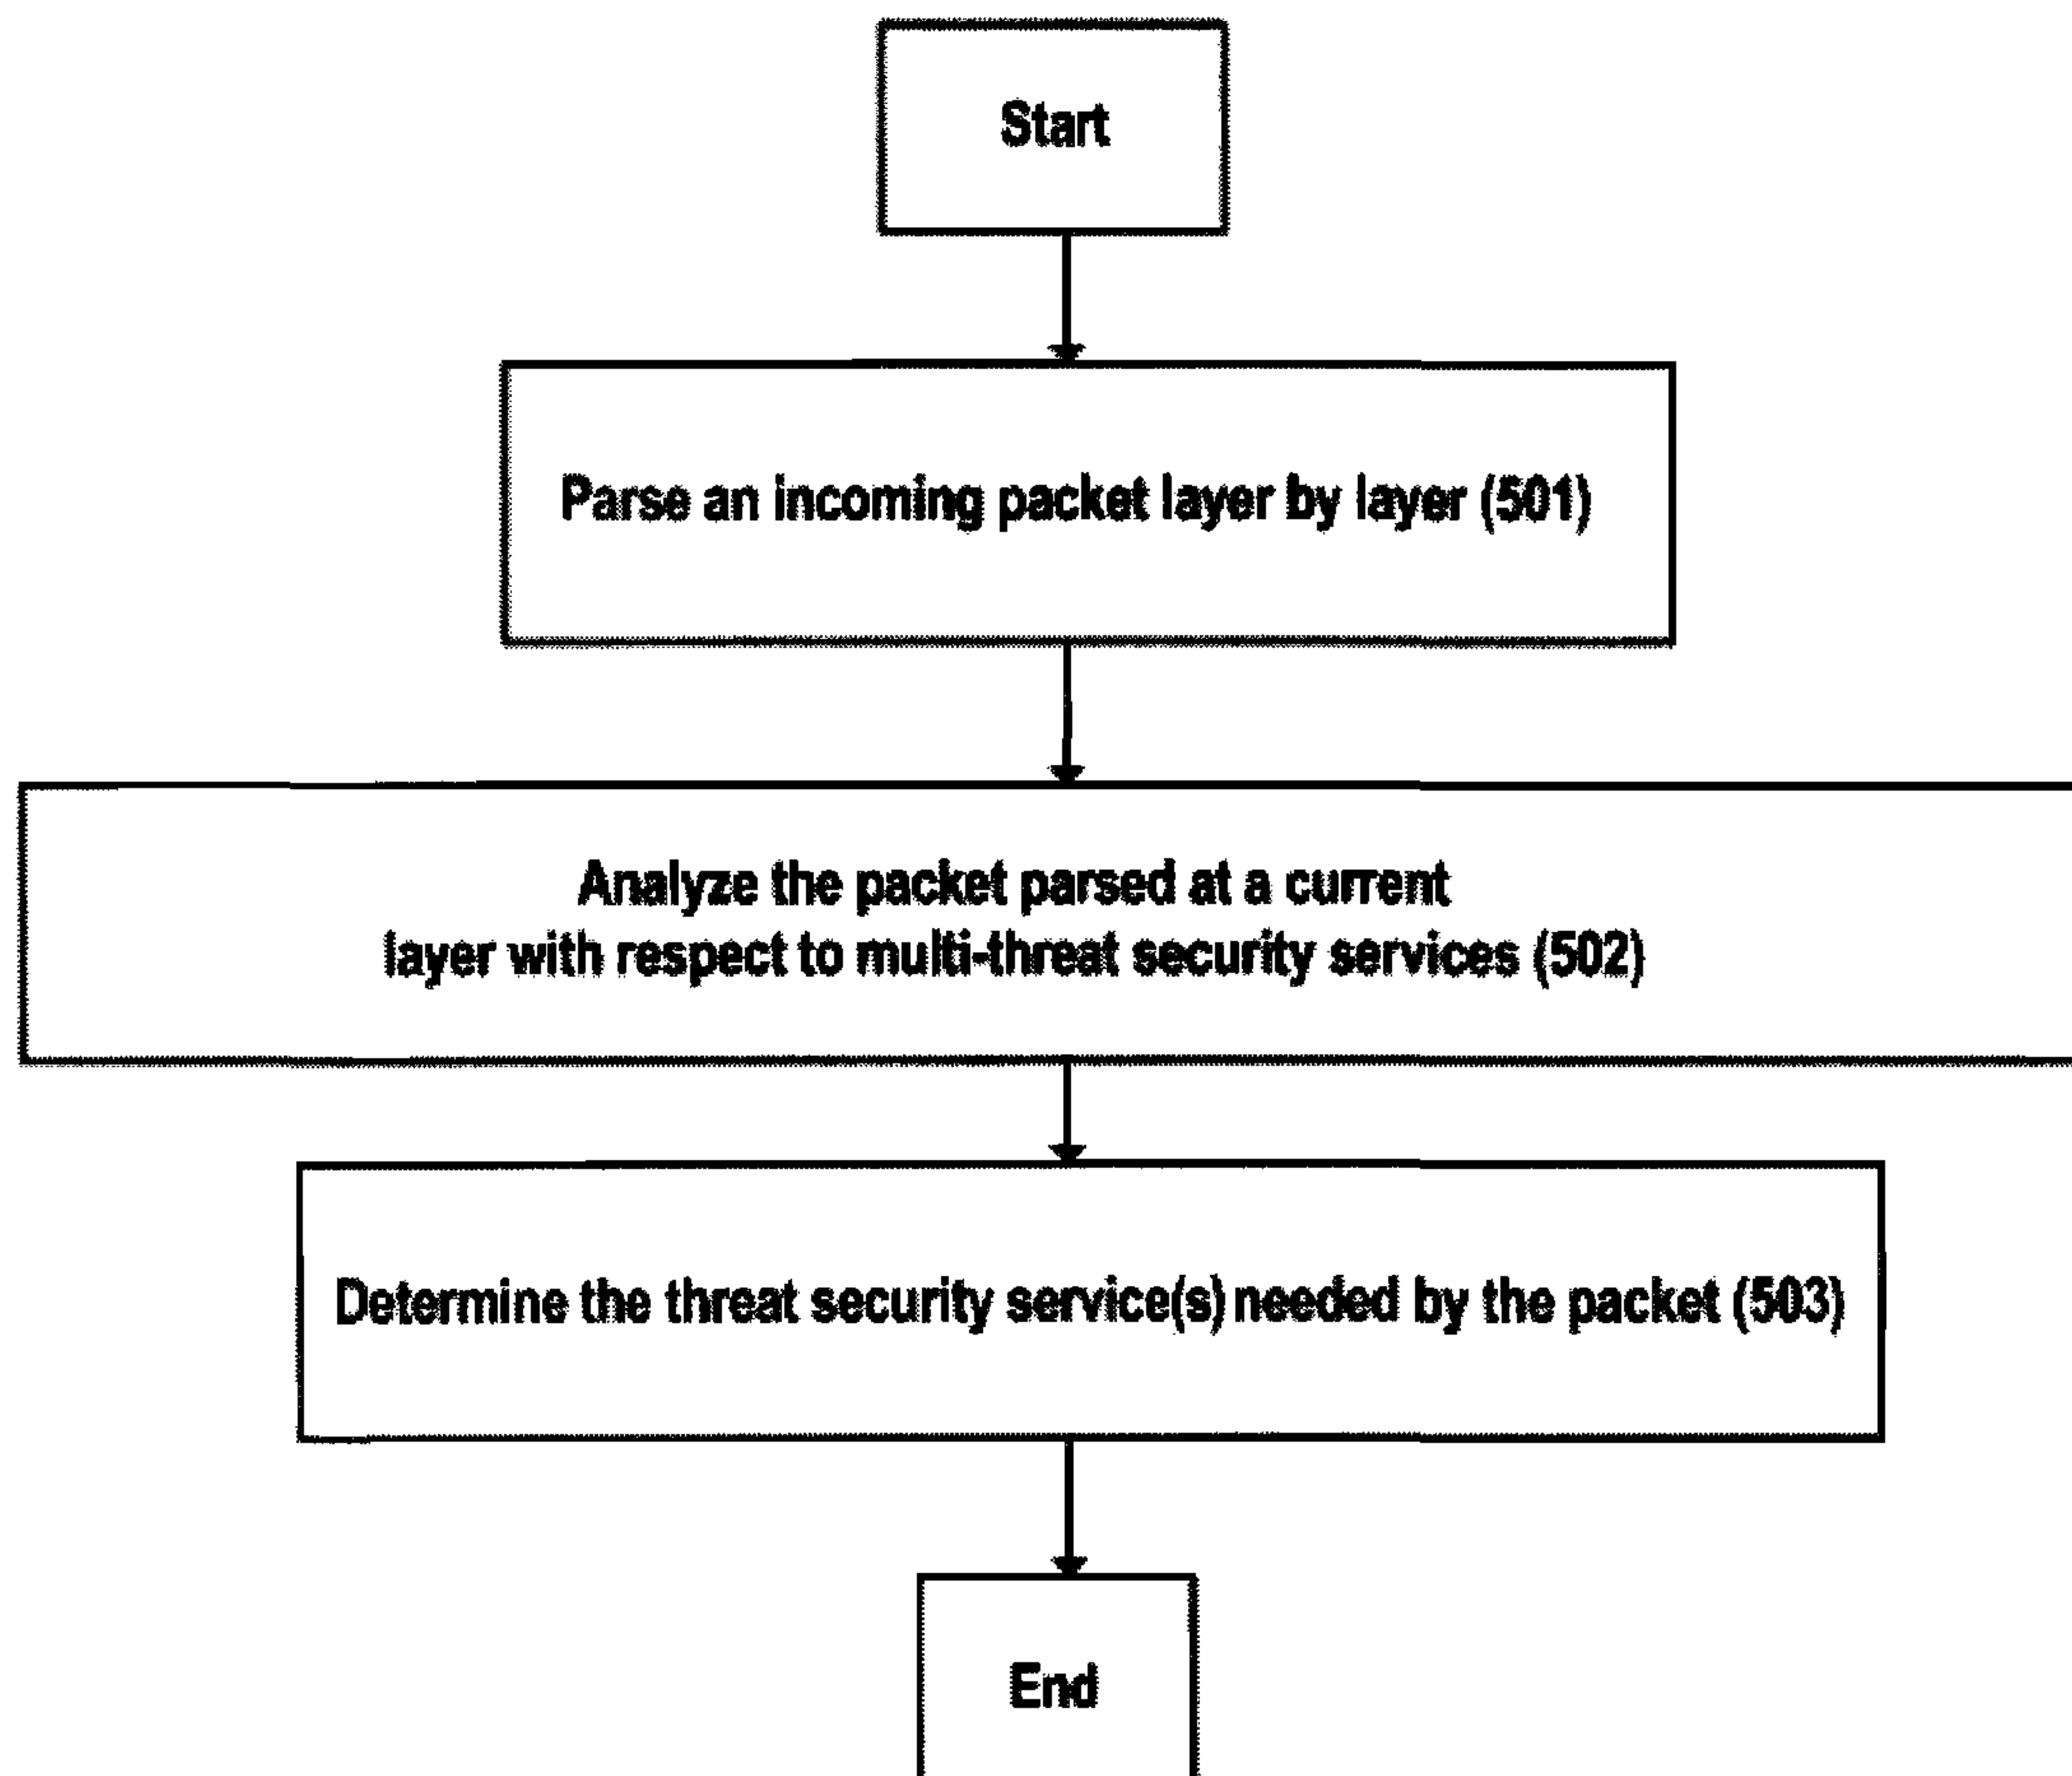 Start
Parse an incoming packet layer by layer (501)
Analyze the packet parsed at a current
layer with respect to multi-threat security services (502)
Determine the threat security service(s) needed by the packet (503)
End